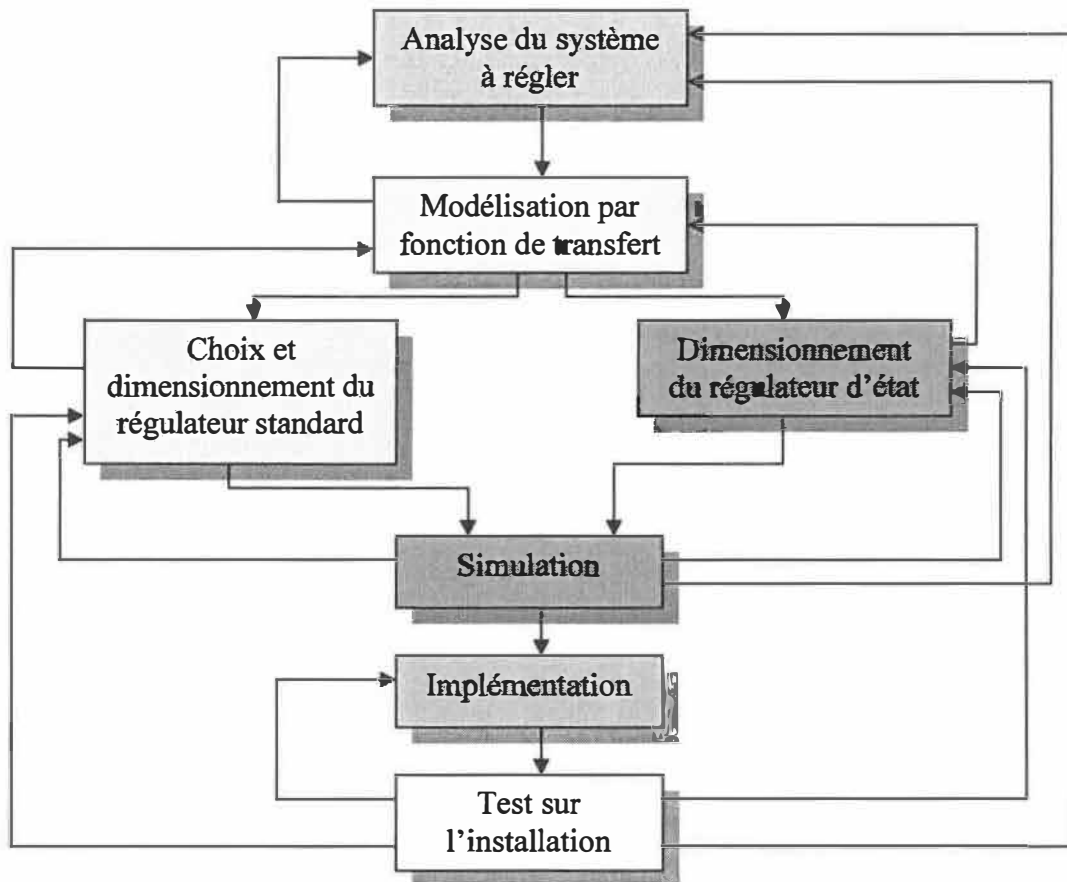 Analyse du système
à régler
Modélisation par
fonction de transfert
Choix et
dimensionnement du
régulateur standard
Dimensionnement
du régulateur d'état
Simulation
Implémentation
Test sur
l'installation